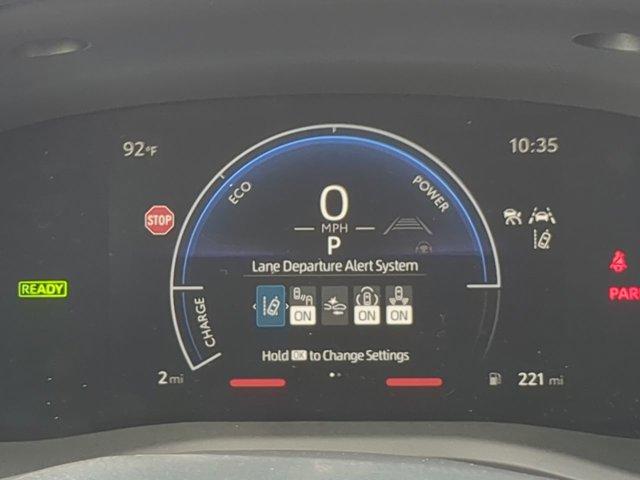 92°F
10:35
ECO
POWER
0
MPH
P
STOP
Lane Departure Alert System
READY
ON
ON
ON
CHARGE
Hold OK to Change Settings
2 mi
221 mi